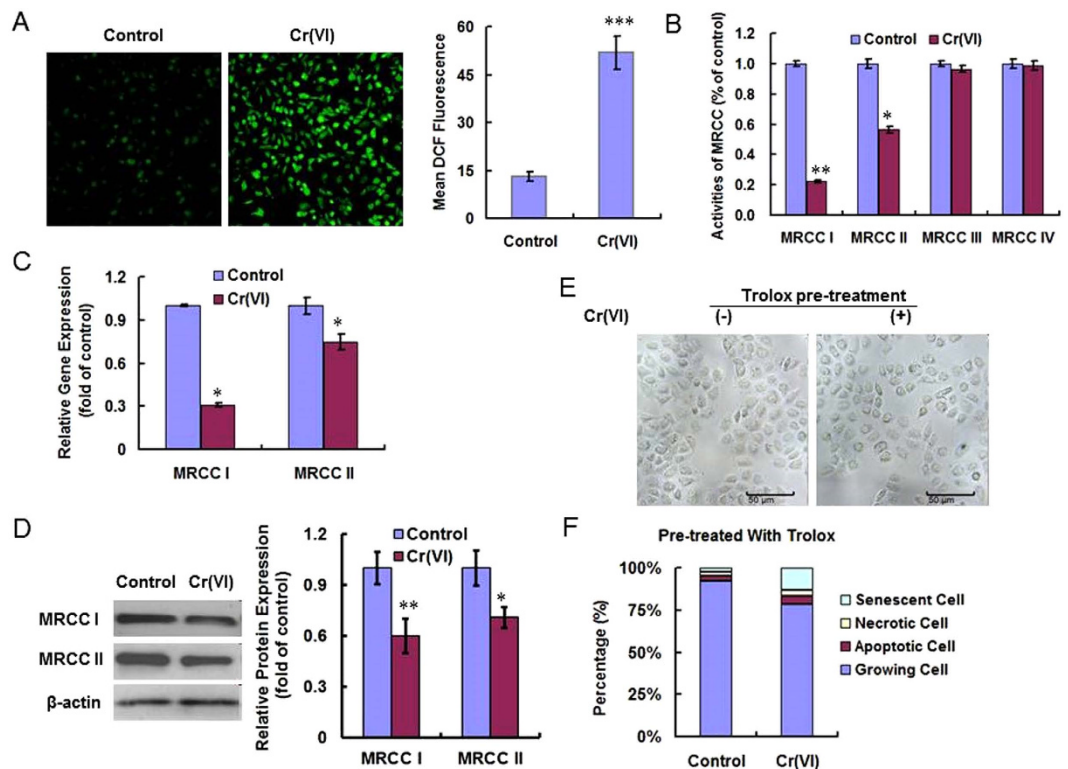 A
Control
Cr(VI)
Mean DCF Fluorescence
60
45
30
15
0
***
Control
Cr(VI)
B
Activities of MRCC (% of control)
1.2
1.0
0.8
0.6
0.4
0.2
0.0
Control
Cr(VI)
**
*
MRCC I
MRCC II
MRCC III
MRCC IV
C
Relative Gene Expression
(fold of control)
1.2
0.9
0.6
0.3
0
Control
Cr(VI)
*
*
MRCC I
MRCC II
D
Control
Cr(VI)
MRCC I
MRCC II
β-actin
Relative Protein Expression
(fold of control)
1.2
0.9
0.6
0.3
0
Control
Cr(VI)
**
*
MRCC I
MRCC II
E
Trolox pre-treatment
Cr(VI)
(-)
(+)
50 μm
50 μm
F
Pre-treated With Trolox
Percentage (%)
100%
75%
50%
25%
0%
Senescent Cell
Necrotic Cell
Apoptotic Cell
Growing Cell
Control
Cr(VI)